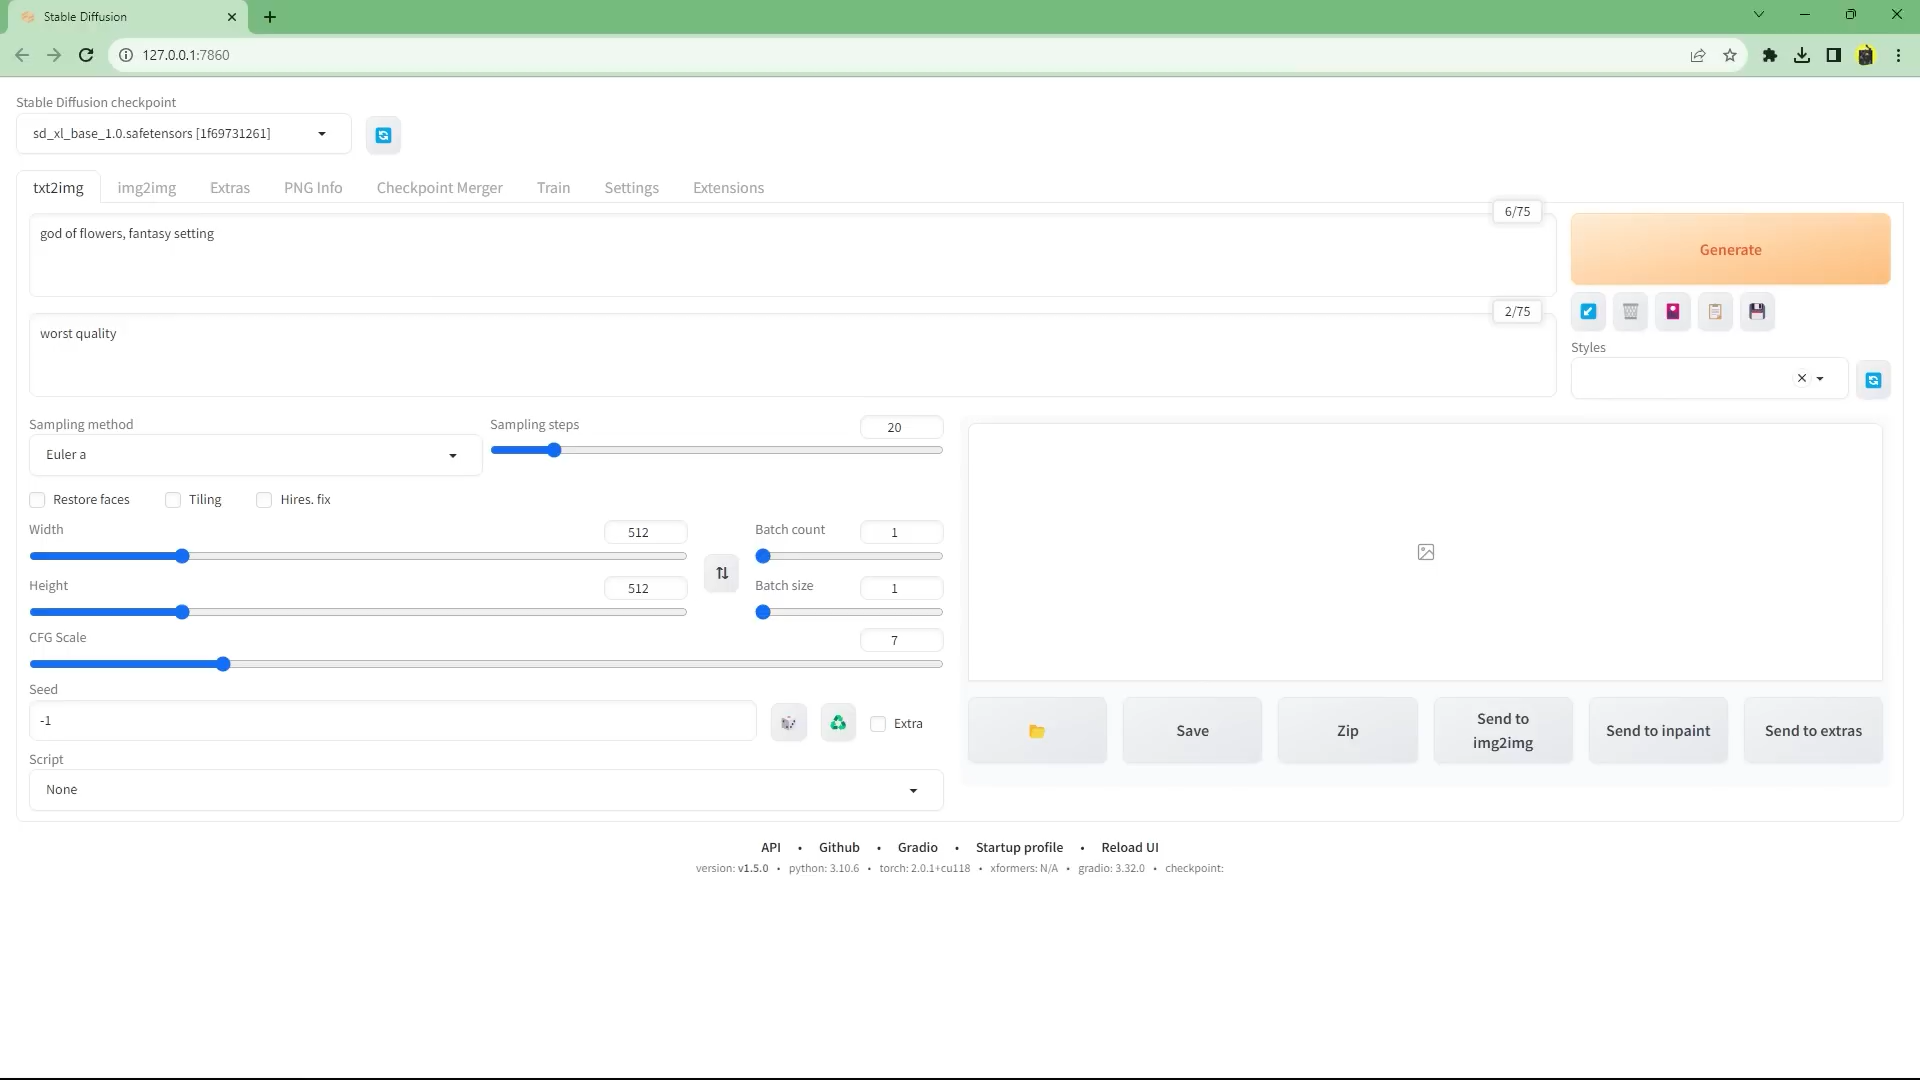 Stable Diffusion
127.0.0.1:7860
Stable Diffusion checkpoint
sd_xl_base_1.0.safetensors [1f69731261]
txt2img img2img Extras PNG Info Checkpoint Merger Train Settings Extensions
6/75
god of flowers, fantasy setting
Generate
2/75
worst quality
Styles
Sampling method
Euler a
Sampling steps 20
Restore faces Tiling Hires. fix
Width 512
Batch count 1
Height 512
Batch size 1
CFG Scale 7
Seed
-1
Extra
Script
None
Save Zip Send to img2img Send to inpaint Send to extras
API • Github • Gradio • Startup profile • Reload UI
version: v1.5.0 • python: 3.10.6 • torch: 2.0.1+cu118 • xformers: N/A • gradio: 3.32.0 • checkpoint: